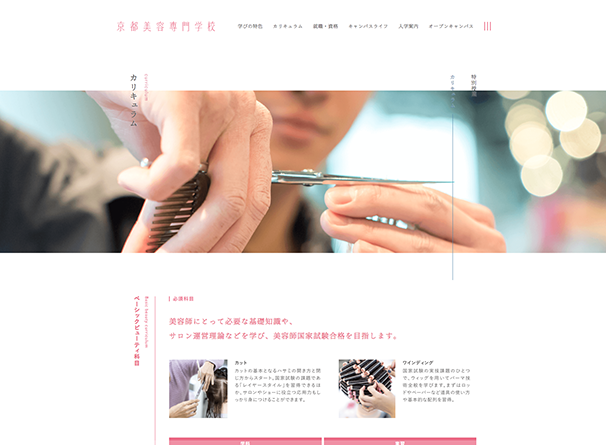 京都美容専門学校
学びの特色 カリキュラム 就職・資格 キャンパスライフ 入学案内 オープンキャンパス
カリキュラム
curriculum
特別授業
カリキュラム
ベーシックビューティ科目
Basic beauty curriculum
必須科目
美容師にとって必要な基礎知識や、
サロン運営理論などを学び、美容師国家試験合格を目指します。
カット
カットの基本となるハサミの開き方と閉
じ方からスタート。国家試験の課題であ
る「レイヤースタイル」を習得できるほ
か、サロンやショーに役立つ応用力もし
っかり身につけることができます。
ワインディング
国家試験の実技課題のひとつ
で、ウィッグを用いてパーマ技
術全般を学びます。まずはロッ
ドやペーパーなど道具の使い方
や基本的な配列を習得。